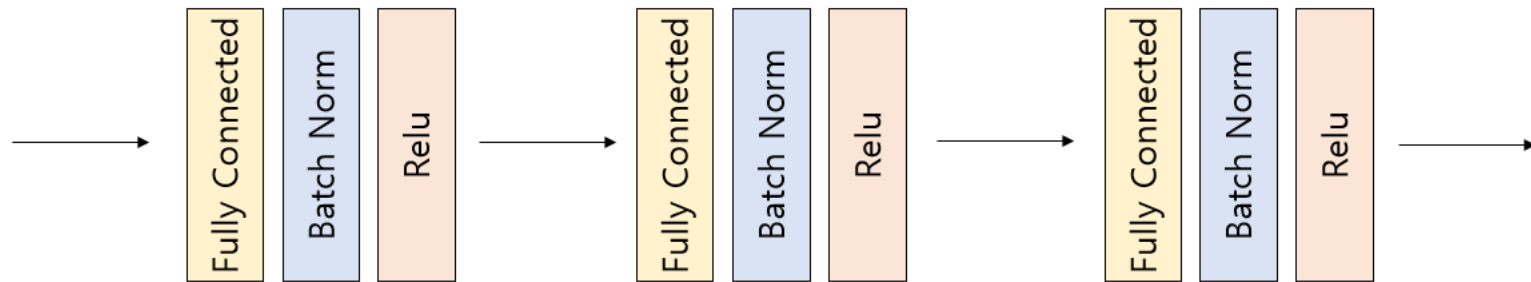 Fully Connected
Batch Norm
Relu
Fully Connected
Batch Norm
Relu
Fully Connected
Batch Norm
Relu